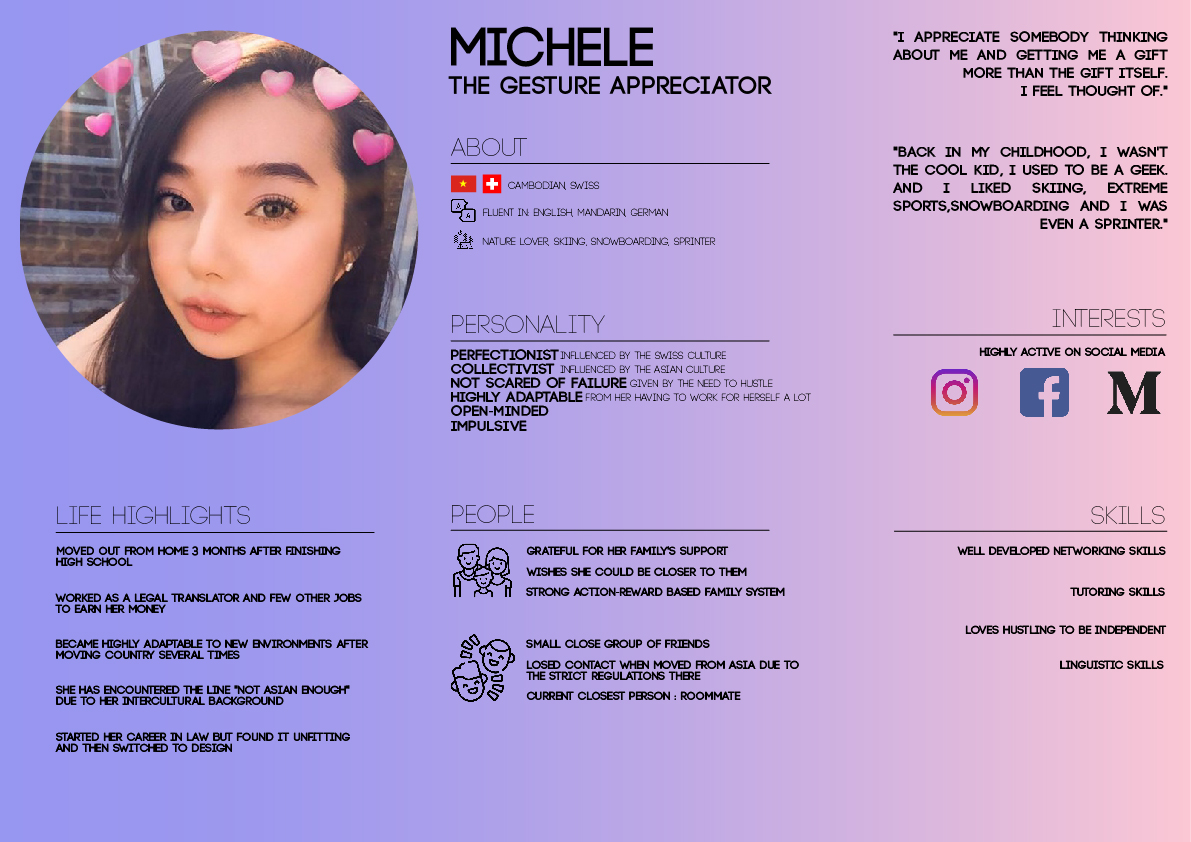 MICHELE
THE GESTURE APPRECIATOR
ABOUT
CAMBODIAN, SWISS
A
A
FLUENT IN: ENGLISH, MANDARIN, GERMAN
NATURE LOVER, SKIING, SNOWBOARDING, SPRINTER
PERSONALITY
PERFECTIONIST INFLUENCED BY THE SWISS CULTURE
COLLECTIVIST INFLUENCED BY THE ASIAN CULTURE
NOT SCARED OF FAILURE GIVEN BY THE NEED TO HUSTLE
HIGHLY ADAPTABLE FROM HER HAVING TO WORK FOR HERSELF A LOT
OPEN-MINDED
IMPULSIVE
"I APPRECIATE SOMEBODY THINKING
ABOUT ME AND GETTING ME A GIFT
MORE THAN THE GIFT ITSELF.
I FEEL THOUGHT OF."
"BACK IN MY CHILDHOOD, I WASN'T
THE COOL KID, I USED TO BE A GEEK.
AND I LIKED SKIING, EXTREME
SPORTS,SNOWBOARDING AND I WAS
EVEN A SPRINTER."
INTERESTS
HIGHLY ACTIVE ON SOCIAL MEDIA
f
M
LIFE HIGHLIGHTS
MOVED OUT FROM HOME 3 MONTHS AFTER FINISHING
HIGH SCHOOL
WORKED AS A LEGAL TRANSLATOR AND FEW OTHER JOBS
TO EARN HER MONEY
BECAME HIGHLY ADAPTABLE TO NEW ENVIRONMENTS AFTER
MOVING COUNTRY SEVERAL TIMES
SHE HAS ENCOUNTERED THE LINE "NOT ASIAN ENOUGH"
DUE TO HER INTERCULTURAL BACKGROUND
STARTED HER CAREER IN LAW BUT FOUND IT UNFITTING
AND THEN SWITCHED TO DESIGN
PEOPLE
GRATEFUL FOR HER FAMILY'S SUPPORT
WISHES SHE COULD BE CLOSER TO THEM
STRONG ACTION-REWARD BASED FAMILY SYSTEM
SMALL CLOSE GROUP OF FRIENDS
LOSED CONTACT WHEN MOVED FROM ASIA DUE TO
THE STRICT REGULATIONS THERE
CURRENT CLOSEST PERSON : ROOMMATE
SKILLS
WELL DEVELOPED NETWORKING SKILLS
TUTORING SKILLS
LOVES HUSTLING TO BE INDEPENDENT
LINGUISTIC SKILLS